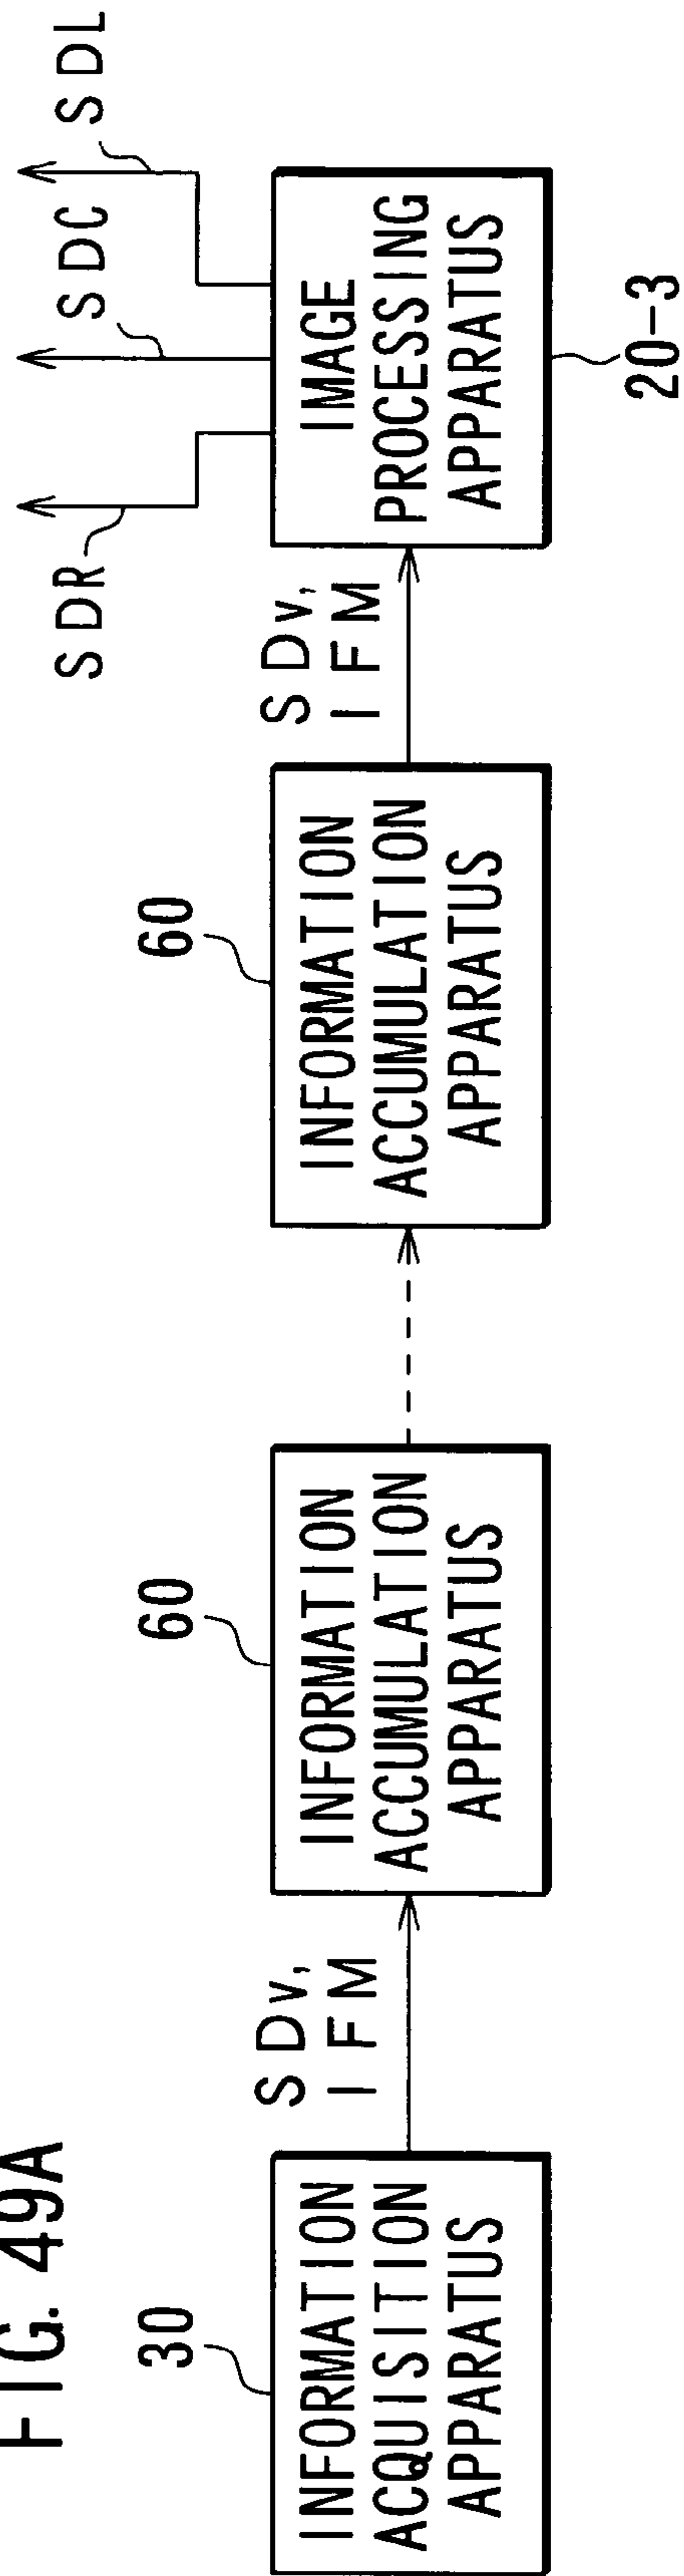 FIG. 49A
30
INFORMATION
ACQUISITION
APPARATUS
SDv,
IFM
60
INFORMATION
ACCUMULATION
APPARATUS
60
INFORMATION
ACCUMULATION
APPARATUS
SDv,
IFM
SDR
SDC
SDL
IMAGE
PROCESSING
APPARATUS
20-3